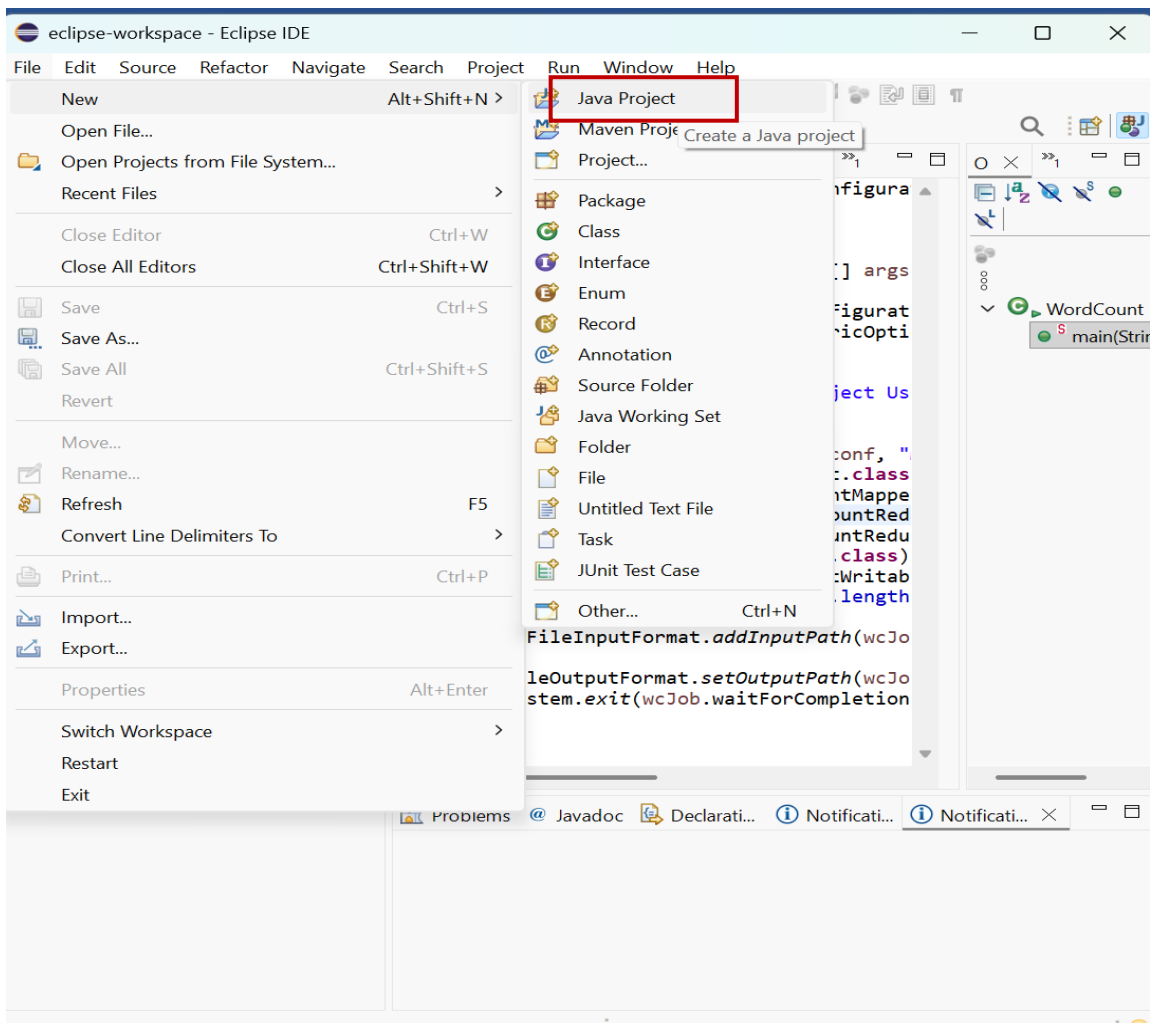 eclipse-workspace - Eclipse IDE
File Edit Source Refactor Navigate Search Project Run Window Help
New Alt+Shift+N >
Open File...
Open Projects from File System...
Recent Files >
Close Editor Ctrl+W
Close All Editors Ctrl+Shift+W
Save Ctrl+S
Save As...
Save All Ctrl+Shift+S
Revert
Move...
Rename...
Refresh F5
Convert Line Delimiters To >
Print... Ctrl+P
Import...
Export...
Properties Alt+Enter
Switch Workspace >
Restart
Exit
Java Project
Maven Proje
Create a Java project
Project...
Package
Class
Interface
Enum
Record
Annotation
Source Folder
Java Working Set
Folder
File
Untitled Text File
Task
JUnit Test Case
Other... Ctrl+N
nfigura
[] args
figurat
ricOpti
ject Us
conf, "
t.class
ntMappe
ountRed
untRedu
.class)
tWritab
.length
FileInputFormat.addInputPath(wcJo
leOutputFormat.setOutputPath(wcJo
stem.exit(wcJob.waitForCompletion
O
WordCount
main(Strin
Problems @ Javadoc Declarati... Notificati... Notificati...